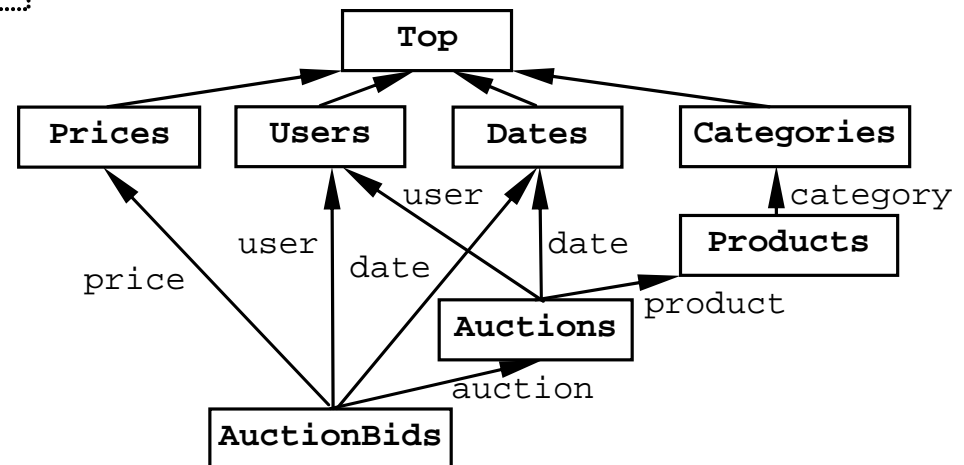 Top
Prices
Users
Dates
Categories
user
category
user
date
Products
date
price
product
Auctions
auction
AuctionBids